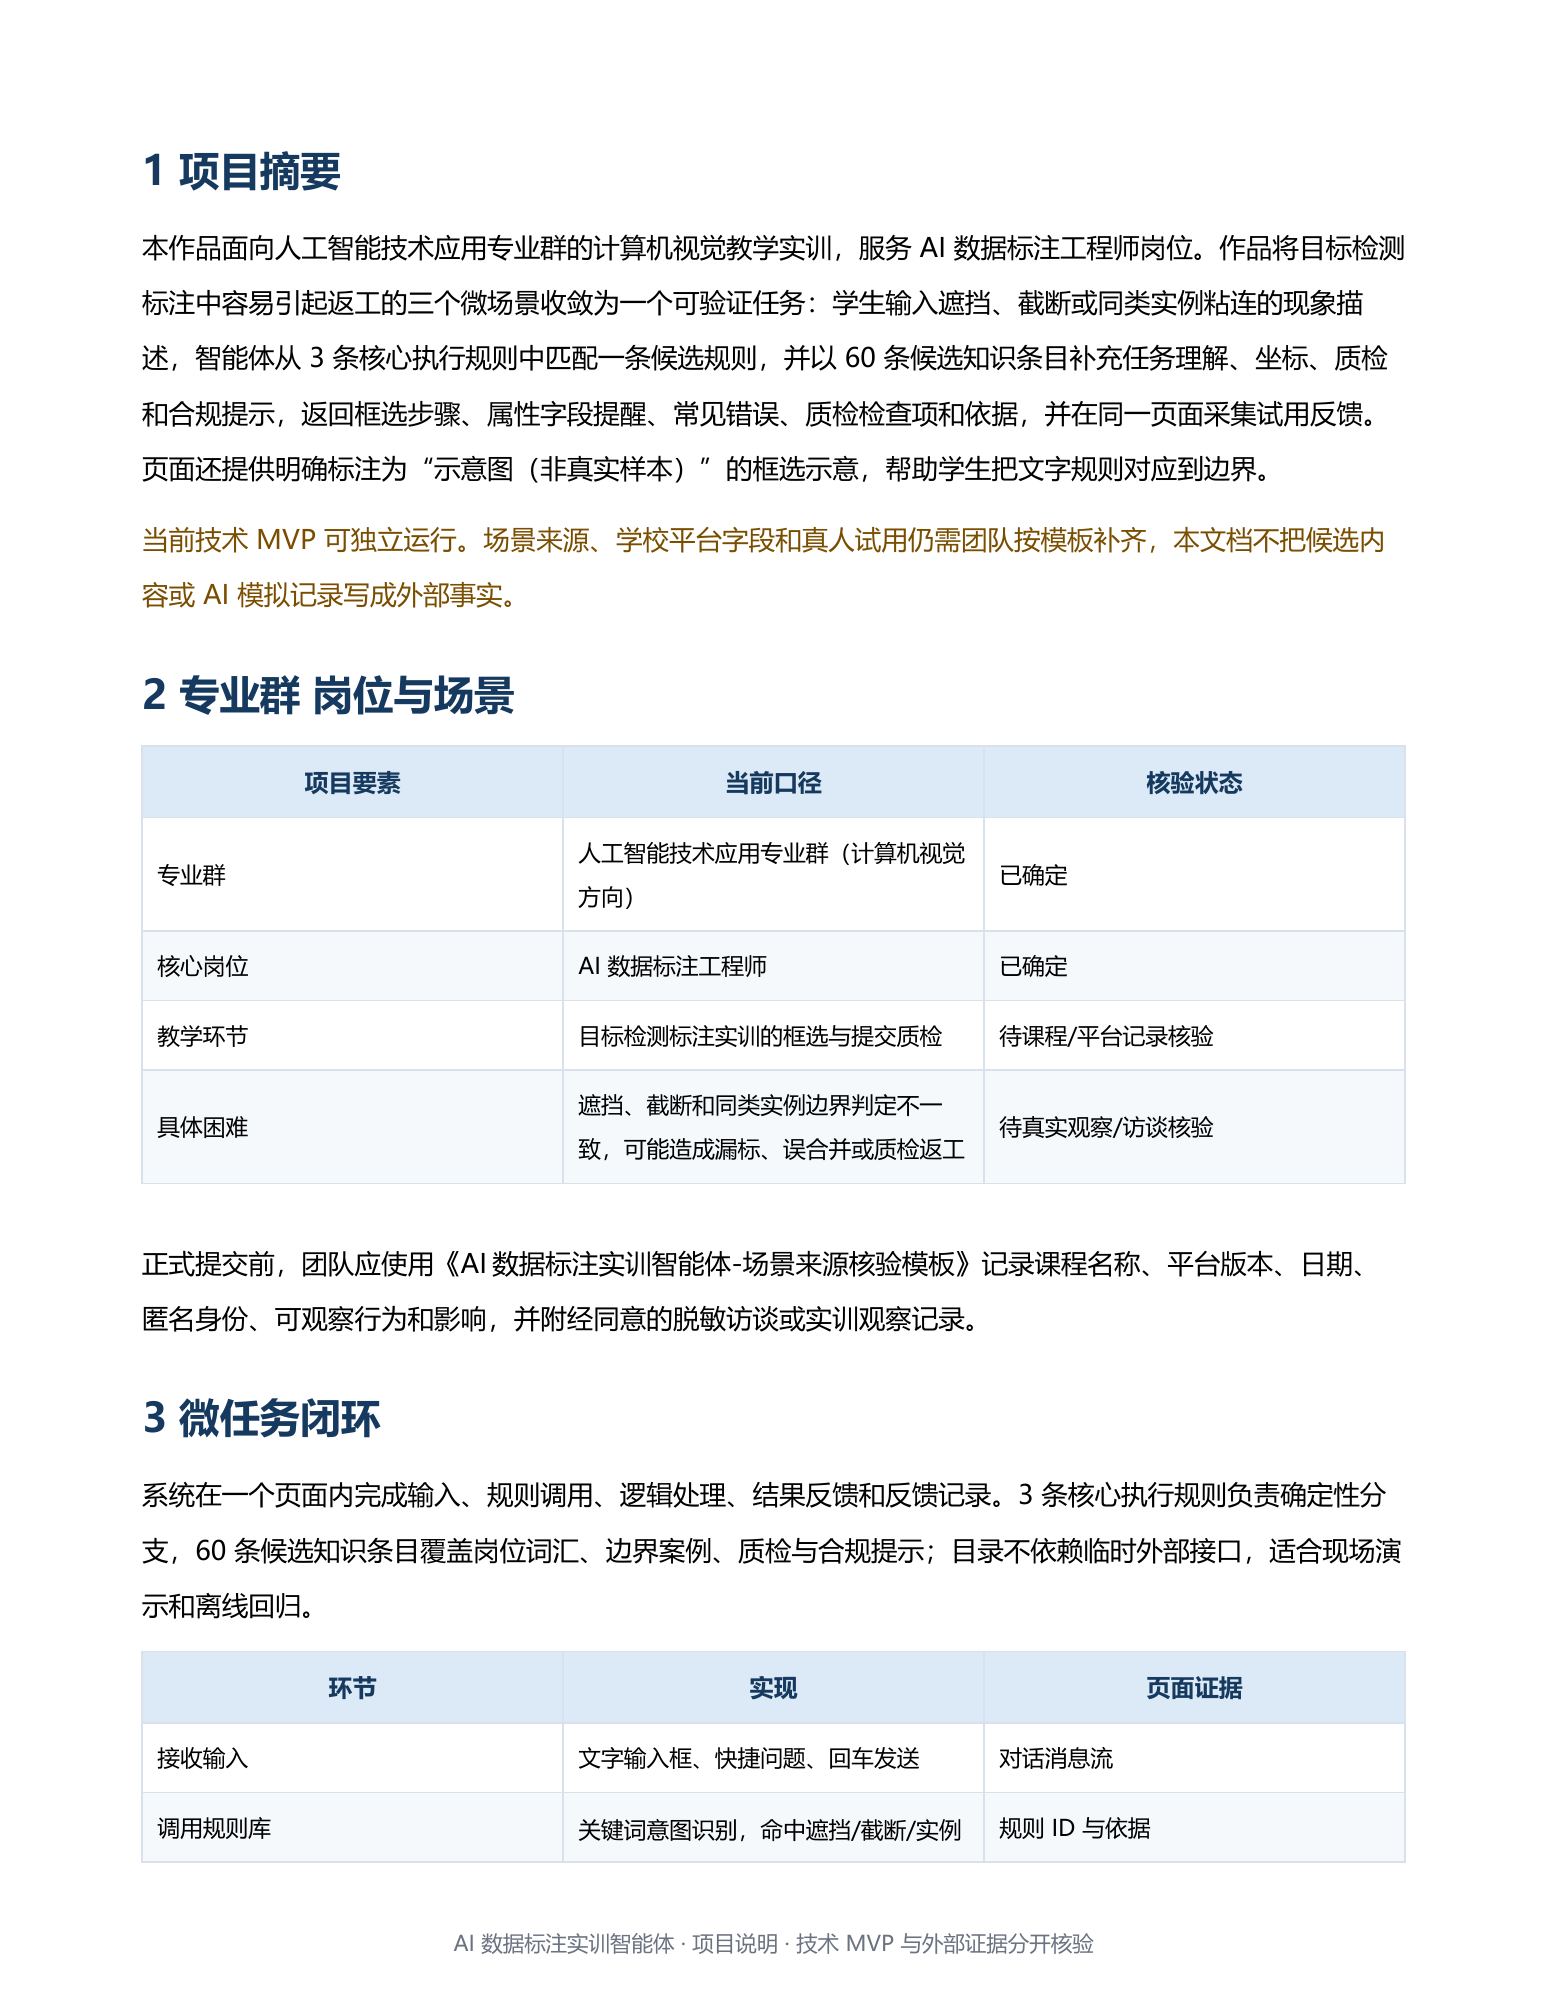 1 项目摘要
本作品面向人工智能技术应用专业群的计算机视觉教学实训，服务 AI 数据标注工程师岗位。作品将目标检测
标注中容易引起返工的三个微场景收敛为一个可验证任务：学生输入遮挡、截断或同类实例粘连的现象描
述，智能体从 3 条核心执行规则中匹配一条候选规则，并以 60 条候选知识条目补充任务理解、坐标、质检
和合规提示，返回框选步骤、属性字段提醒、常见错误、质检检查项和依据，并在同一页面采集试用反馈。
页面还提供明确标注为“示意图（非真实样本）”的框选示意，帮助学生把文字规则对应到边界。
当前技术 MVP 可独立运行。场景来源、学校平台字段和真人试用仍需团队按模板补齐，本文档不把候选内
容或 AI 模拟记录写成外部事实。
2 专业群 岗位与场景
项目要素 当前口径 核验状态
专业群 人工智能技术应用专业群（计算机视觉 已确定
方向）
核心岗位 AI 数据标注工程师 已确定
教学环节 目标检测标注实训的框选与提交质检 待课程/平台记录核验
具体困难 遮挡、截断和同类实例边界判定不一 待真实观察/访谈核验
致，可能造成漏标、误合并或质检返工
正式提交前，团队应使用《AI 数据标注实训智能体-场景来源核验模板》记录课程名称、平台版本、日期、
匿名身份、可观察行为和影响，并附经同意的脱敏访谈或实训观察记录。
3 微任务闭环
系统在一个页面内完成输入、规则调用、逻辑处理、结果反馈和反馈记录。3 条核心执行规则负责确定性分
支，60 条候选知识条目覆盖岗位词汇、边界案例、质检与合规提示；目录不依赖临时外部接口，适合现场演
示和离线回归。
环节 实现 页面证据
接收输入 文字输入框、快捷问题、回车发送 对话消息流
调用规则库 关键词意图识别，命中遮挡/截断/实例 规则 ID 与依据
AI 数据标注实训智能体 · 项目说明 · 技术 MVP 与外部证据分开核验